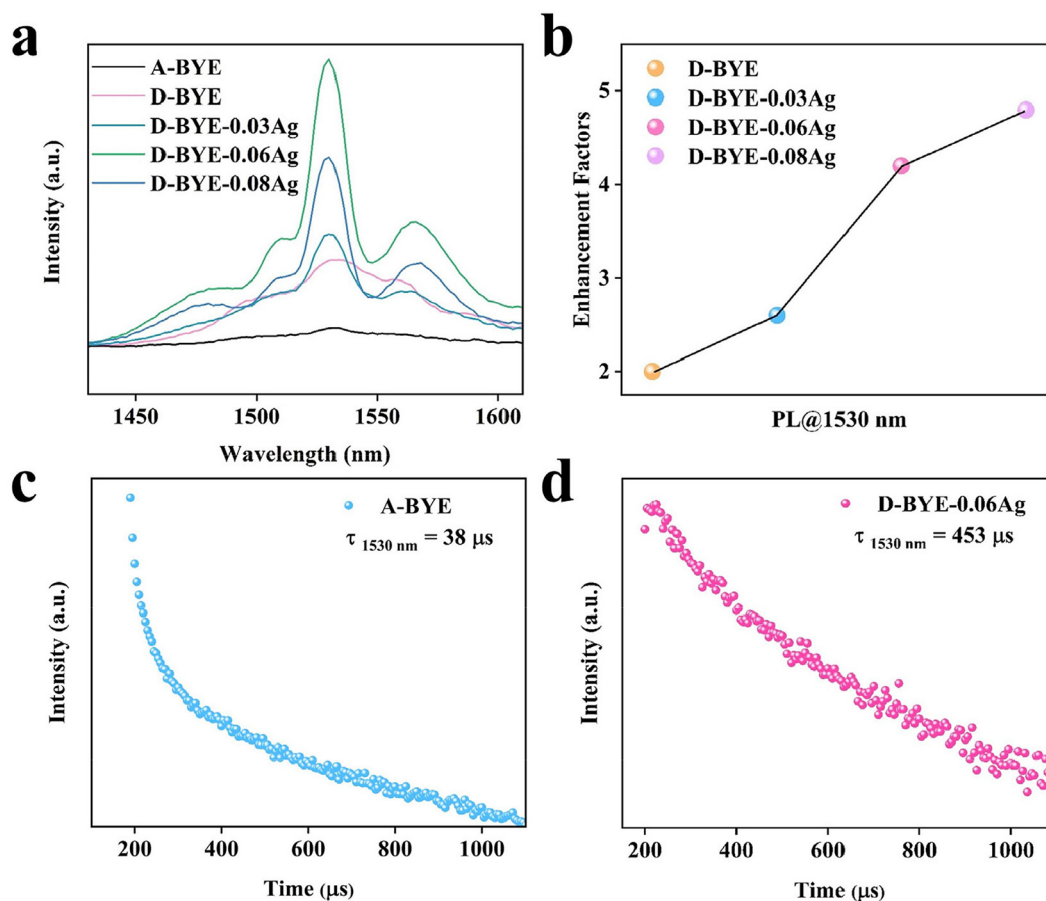 a
A-BYE
D-BYE
D-BYE-0.03Ag
D-BYE-0.06Ag
D-BYE-0.08Ag
Intensity (a.u.)
1450 1500 1550 1600
Wavelength (nm)
b
D-BYE
D-BYE-0.03Ag
D-BYE-0.06Ag
D-BYE-0.08Ag
Enhancement Factors
5
4
3
2
PL@1530 nm
c
A-BYE
τ 1530 nm = 38 μs
Intensity (a.u.)
200 400 600 800 1000
Time (μs)
d
D-BYE-0.06Ag
τ 1530 nm = 453 μs
Intensity (a.u.)
200 400 600 800 1000
Time (μs)